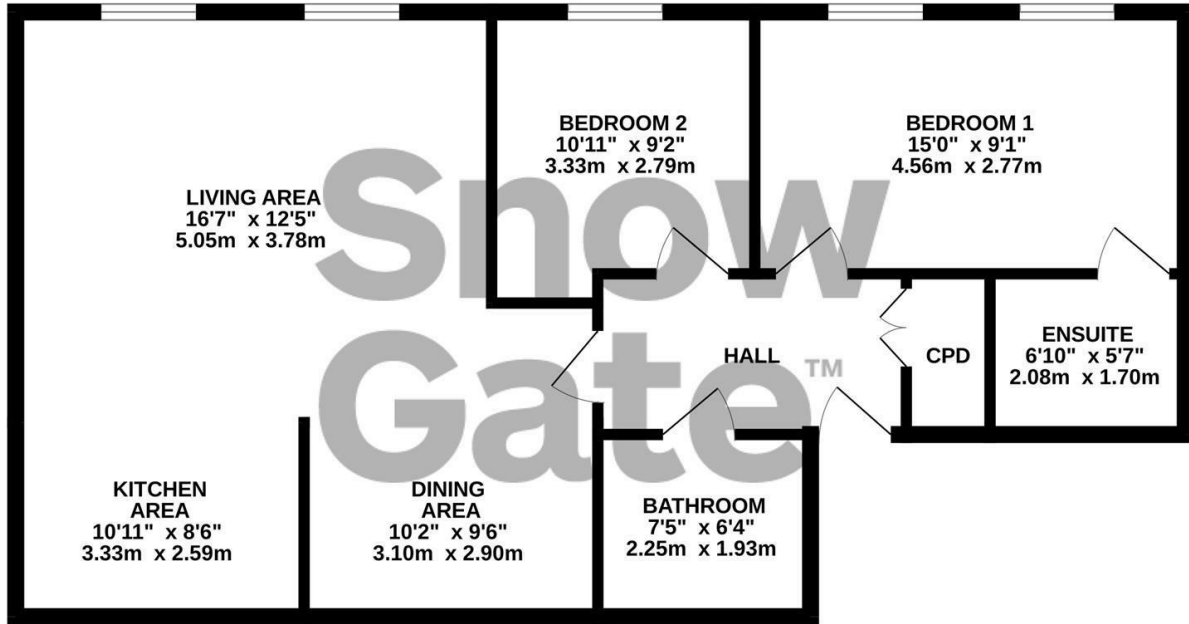 BEDROOM 2
10'11" x 9'2"
3.33m x 2.79m
BEDROOM 1
15'0" x 9'1"
4.56m x 2.77m
LIVING AREA
16'7" x 12'5"
5.05m x 3.78m
Snow
Gate™
HALL
CPD
ENSUITE
6'10" x 5'7"
2.08m x 1.70m
KITCHEN
AREA
10'11" x 8'6"
3.33m x 2.59m
DINING
AREA
10'2" x 9'6"
3.10m x 2.90m
BATHROOM
7'5" x 6'4"
2.25m x 1.93m